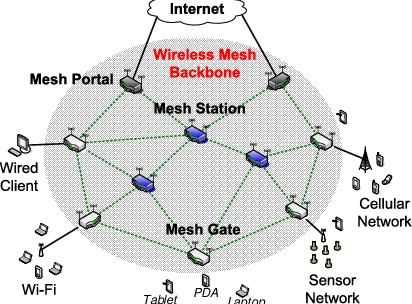 Internet
Wireless Mesh
Backbone
Mesh Portal
Mesh Station
Wired
Client
Cellular
Network
Mesh Gate
Wi-Fi
Sensor
Network
Tablet
PDA
Laptop